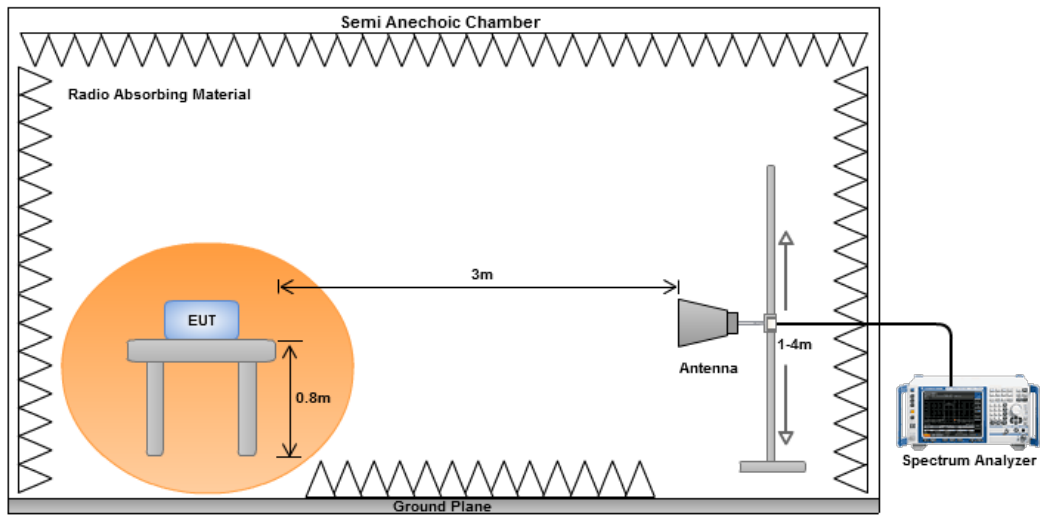 Semi Anechoic Chamber
Radio Absorbing Material
3m
EUT
1-4m
Antenna
0.8m
Spectrum Analyzer
Ground Plane